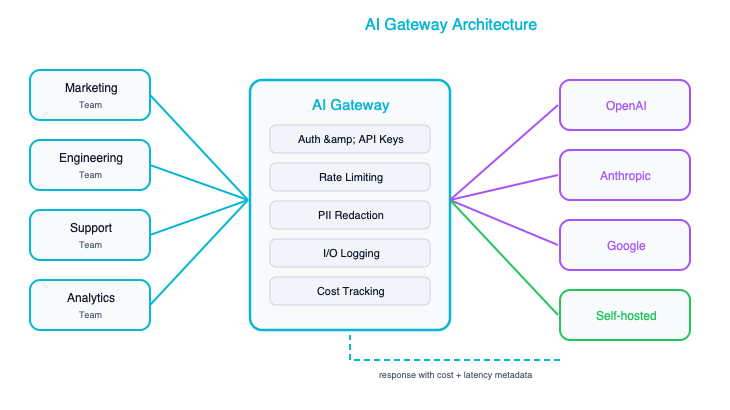 AI Gateway Architecture
Marketing
Team
Engineering
Team
Support
Team
Analytics
Team
AI Gateway
Auth &amp; API Keys
Rate Limiting
PII Redaction
I/O Logging
Cost Tracking
OpenAI
Anthropic
Google
Self-hosted
response with cost + latency metadata